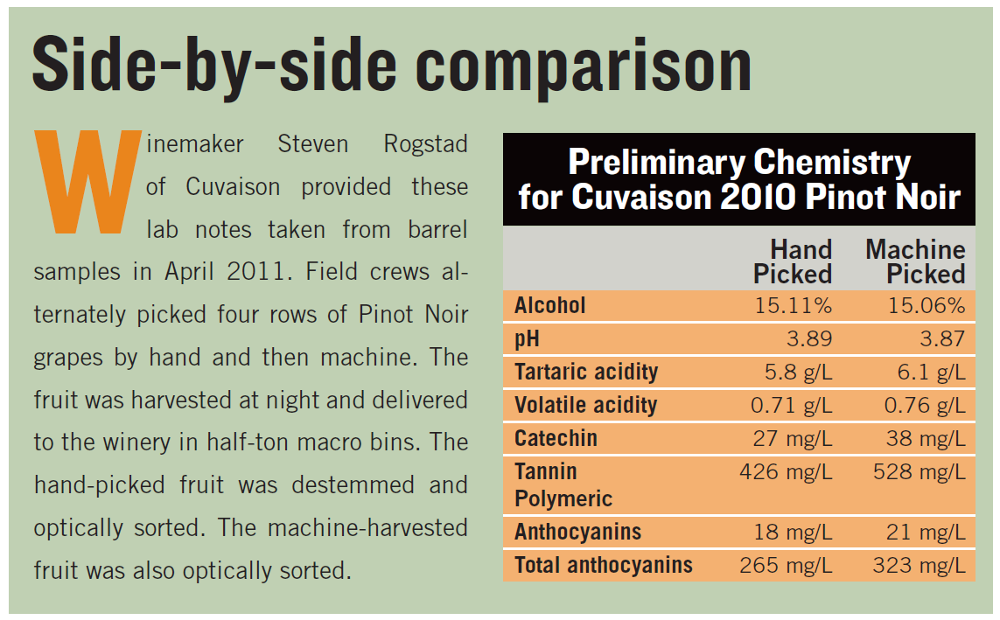 Side-by-side comparison
Winemaker Steven Rogstad
of Cuvaison provided these
lab notes taken from barrel
samples in April 2011. Field crews al-
ternately picked four rows of Pinot Noir
grapes by hand and then machine. The
fruit was harvested at night and delivered
to the winery in half-ton macro bins. The
hand-picked fruit was destemmed and
optically sorted. The machine-harvested
fruit was also optically sorted.
Preliminary Chemistry
for Cuvaison 2010 Pinot Noir
Hand Machine
Picked Picked
Alcohol 15.11% 15.06%
pH 3.89 3.87
Tartaric acidity 5.8 g/L 6.1 g/L
Volatile acidity 0.71 g/L 0.76 g/L
Catechin 27 mg/L 38 mg/L
Tannin 426 mg/L 528 mg/L
Polymeric
Anthocyanins 18 mg/L 21 mg/L
Total anthocyanins 265 mg/L 323 mg/L